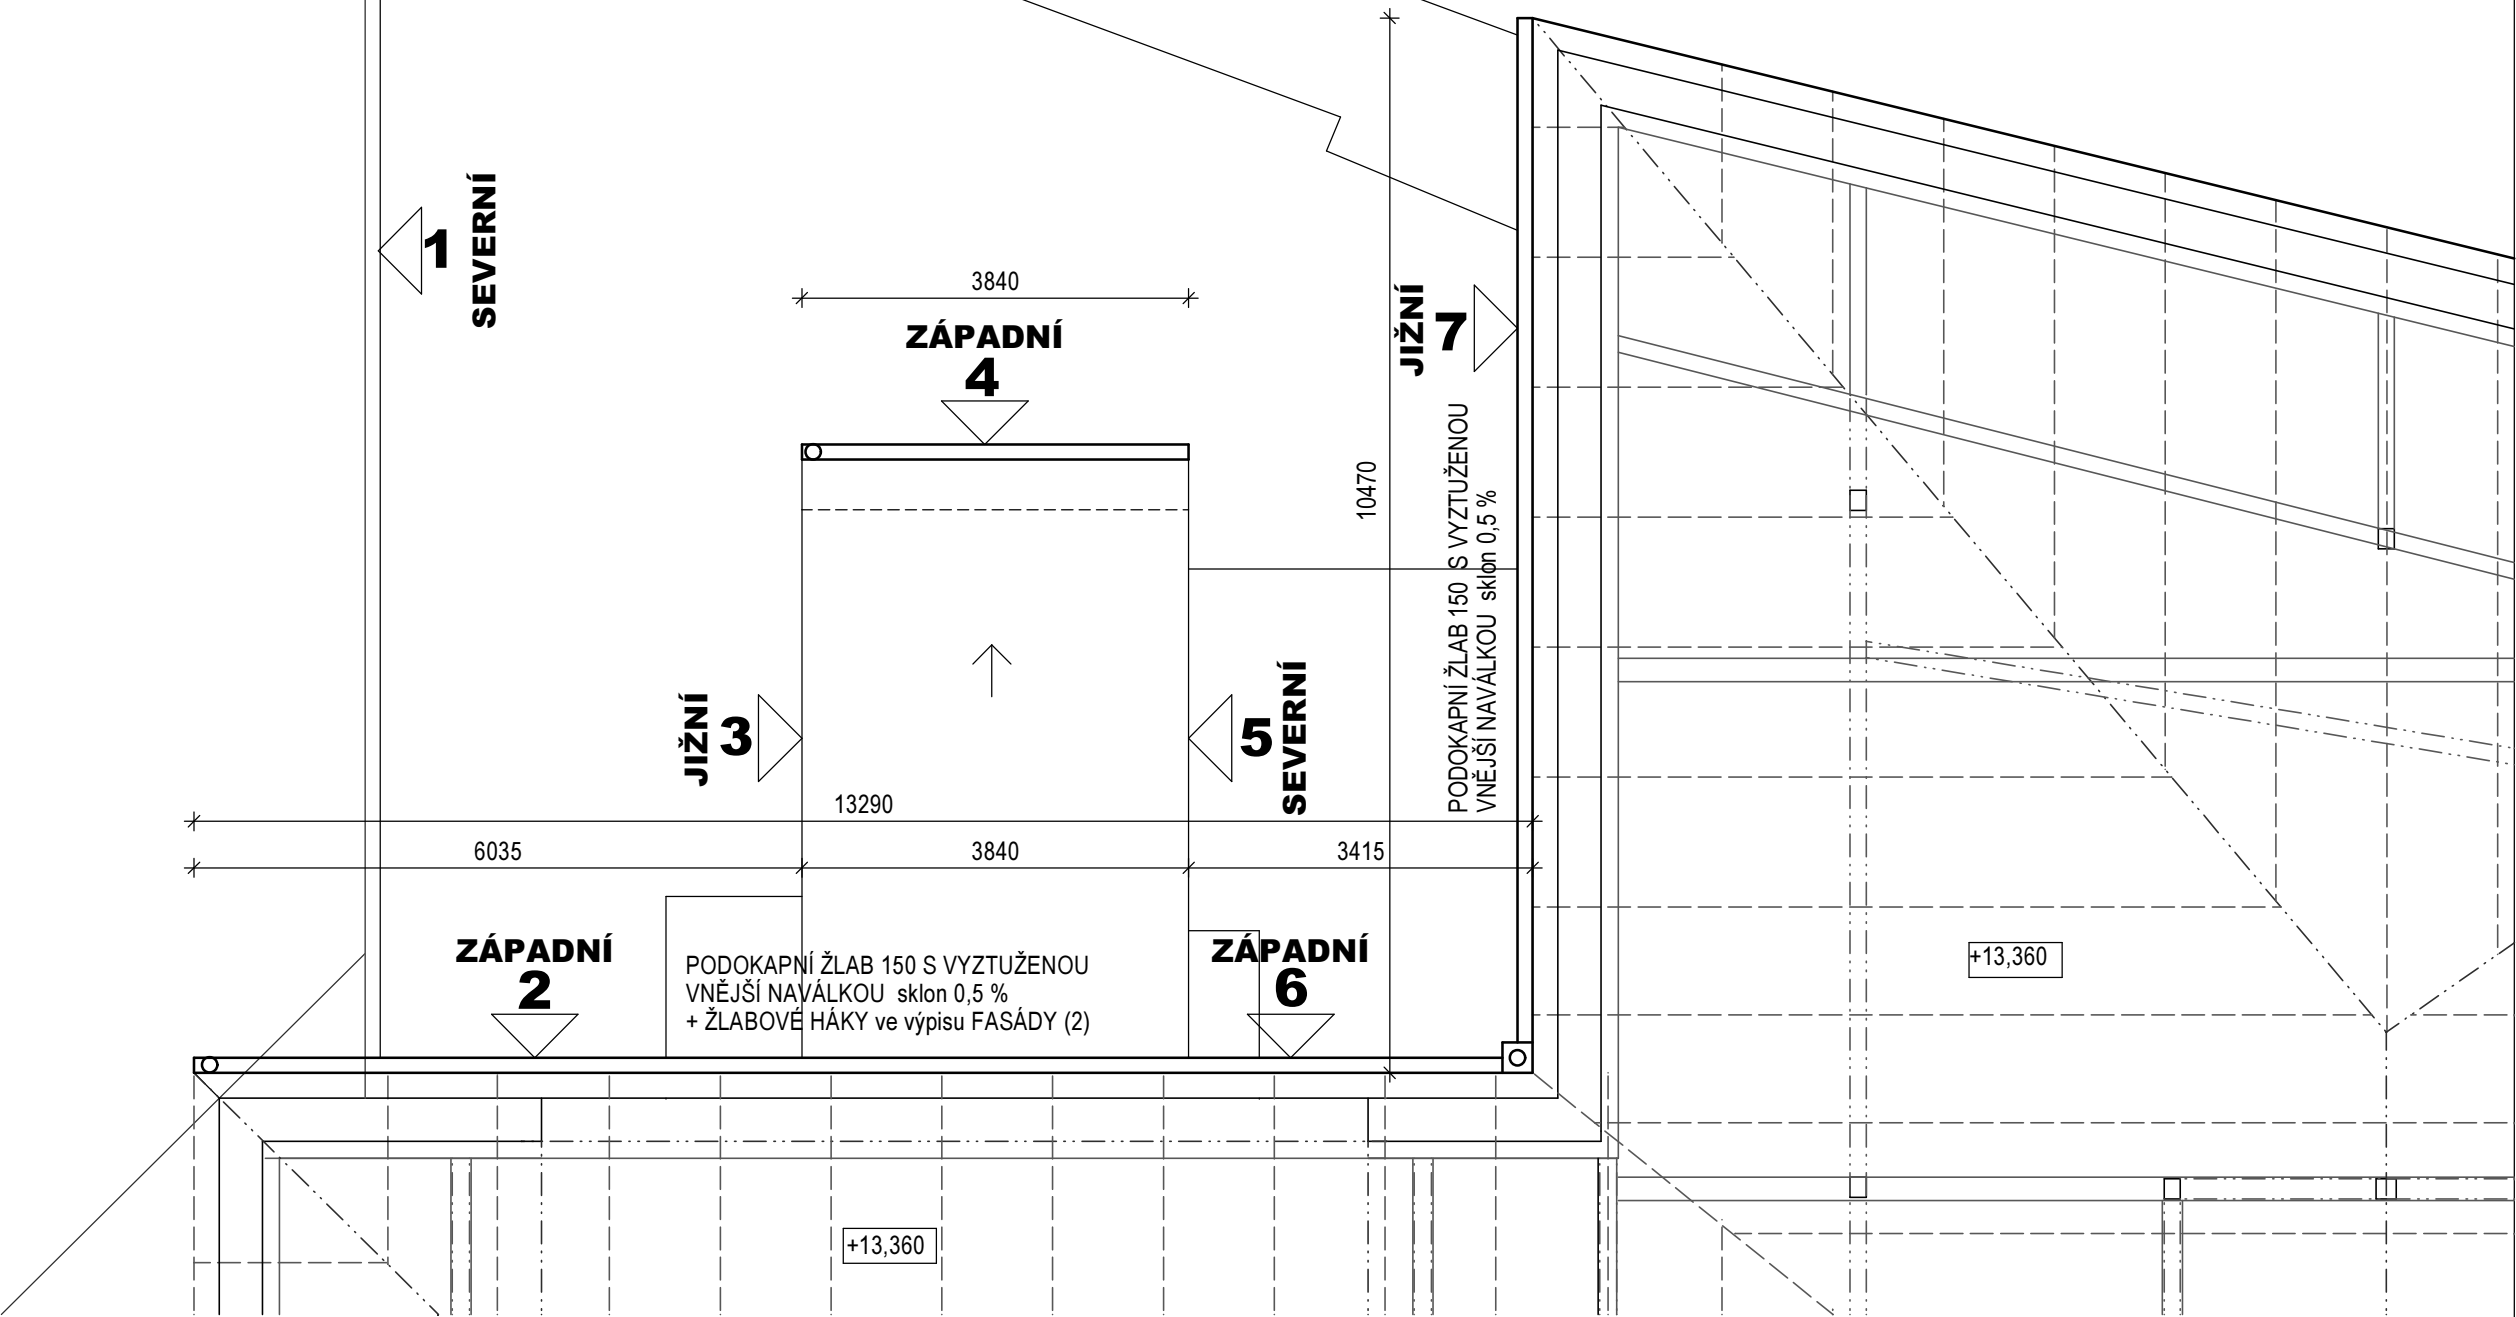 1
SEVERNÍ
3840
ZÁPADNÍ
4
JIŽNÍ
7
10470
PODOKAPNÍ ŽLAB 150 S VYZTUŽENOU
VNĚJŠÍ NAVÁLKOU sklon 0,5 %
JIŽNÍ
3
5
SEVERNÍ
13290
6035
3840
3415
ZÁPADNÍ
2
PODOKAPNÍ ŽLAB 150 S VYZTUŽENOU
VNĚJŠÍ NAVÁLKOU sklon 0,5 %
+ ŽLABOVÉ HÁKY ve výpisu FASÁDY (2)
ZÁPADNÍ
6
+13,360
+13,360